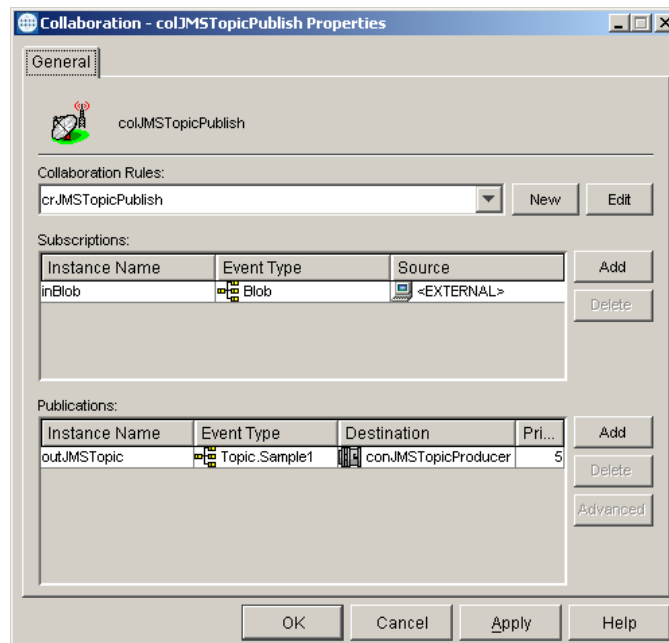 Collaboration - colJMSTopicPublish Properties
General
colJMSTopicPublish
Collaboration Rules:
crJMSTopicPublish New Edit
Subscriptions:
Instance Name Event Type Source Add
inBlob Blob <EXTERNAL>
Delete
Publications:
Instance Name Event Type Destination Pri... Add
outJMSTopic Topic.Sample1 conJMSTopicProducer 5
Delete
Advanced
OK Cancel Apply Help